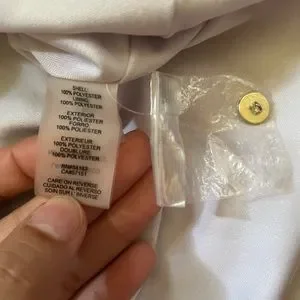 SHELL:
100% POLYESTER
LINING:
100% POLYESTER
EXTERIOR
100% POLIESTER
FORRO
100% POLIESTER
EXTERIEUR
100% POLYESTER
DOUBLURE
100% POLYESTER
CARE ON REVERSE
CUIDADO AL REVERSO
SOIN SUR L' INVERSE